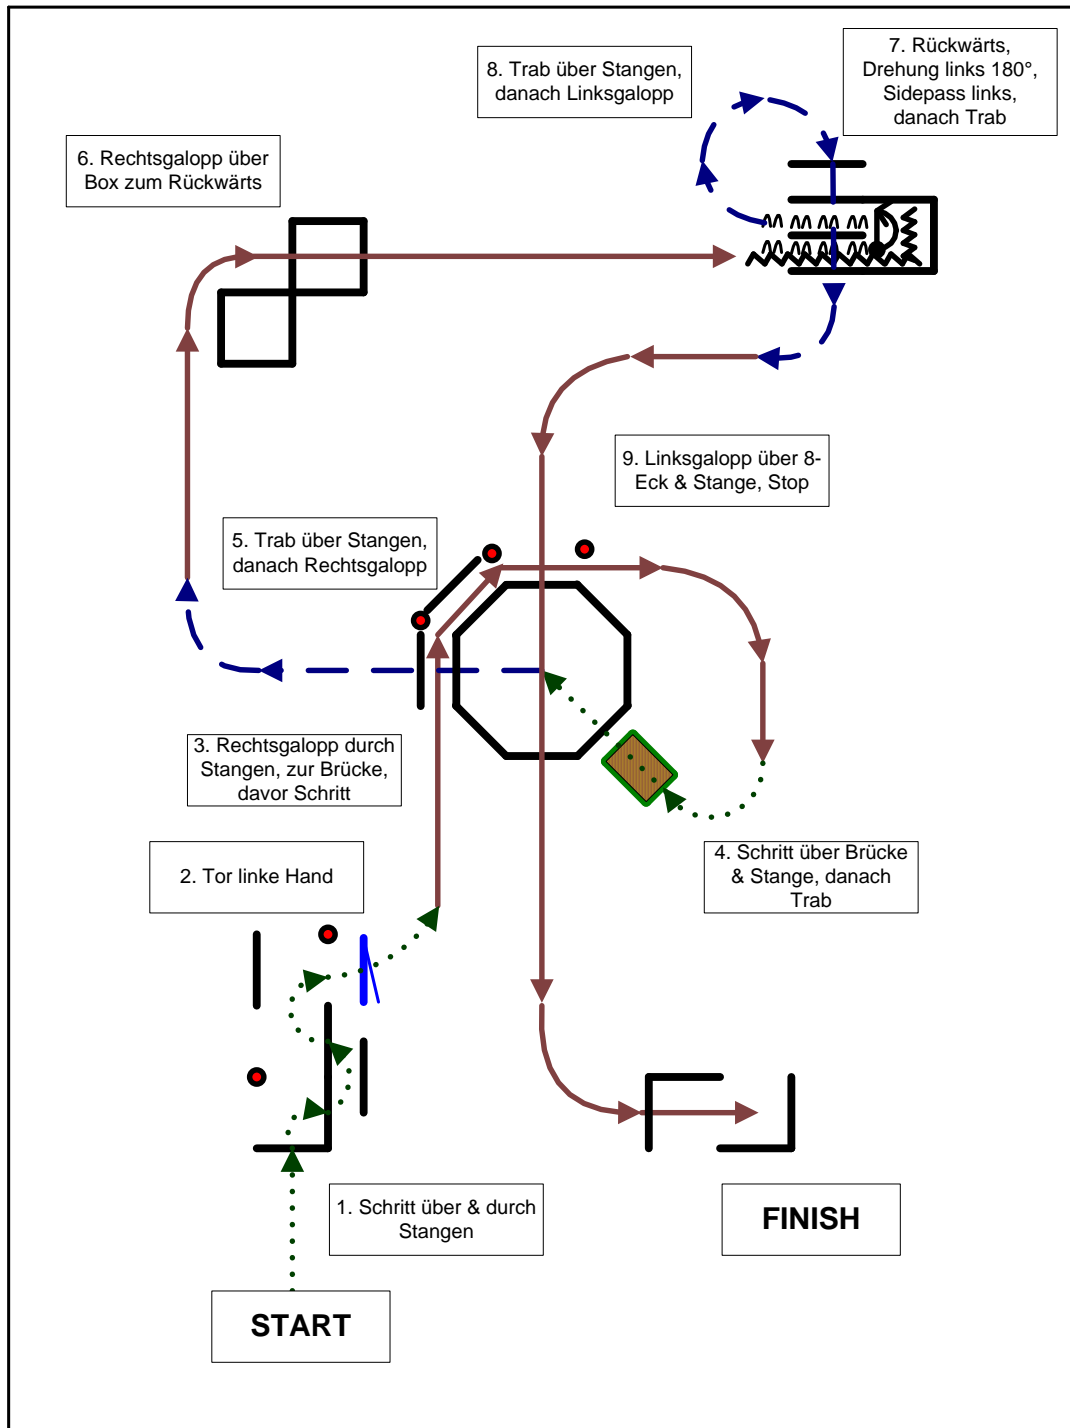 7. Rückwärts,
Drehung links 180°,
Sidepass links,
danach Trab
8. Trab über Stangen,
danach Linksgalopp
6. Rechtsgalopp über
Box zum Rückwärts
9. Linksgalopp über 8-
Eck & Stange, Stop
5. Trab über Stangen,
danach Rechtsgalopp
3. Rechtsgalopp durch
Stangen, zur Brücke,
davor Schritt
4. Schritt über Brücke
& Stange, danach
Trab
2. Tor linke Hand
1. Schritt über & durch
Stangen
FINISH
START